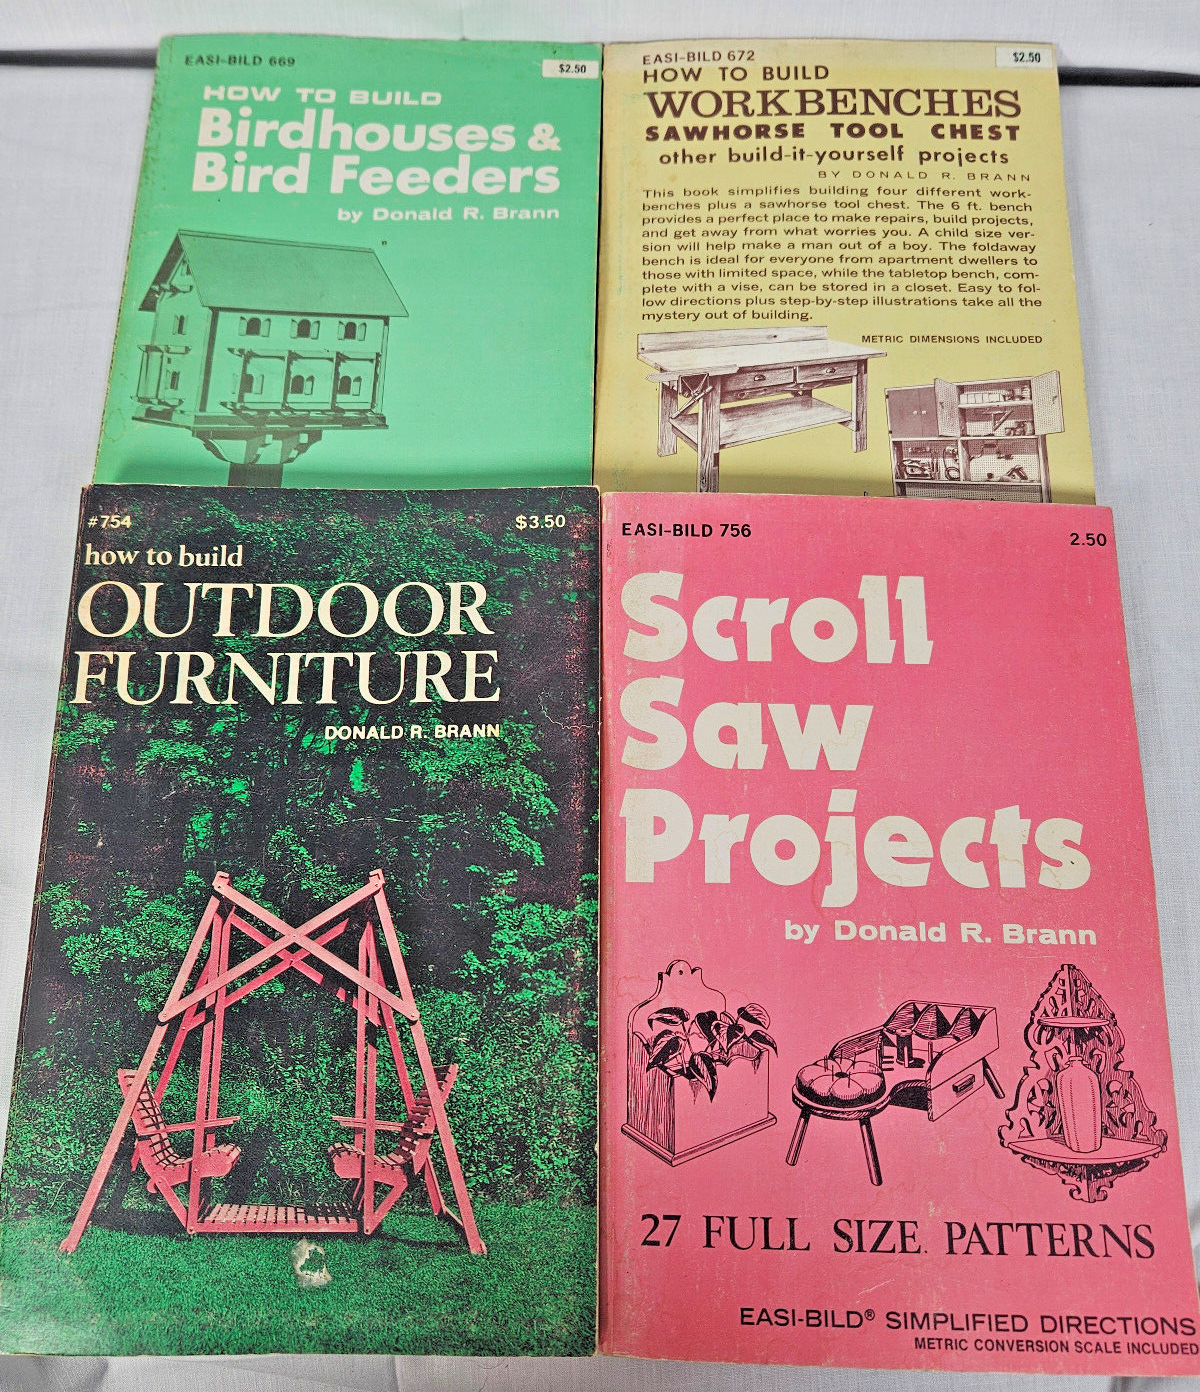 EASI-BILD 669
$2.50
HOW TO BUILD
Birdhouses &
Bird Feeders
by Donald R. Brann
EASI-BILD 672
$2.50
HOW TO BUILD
WORKBENCHES
SAWHORSE TOOL CHEST
other build-it-yourself projects
BY DONALD R. BRANN
This book simplifies building four different work-
benches plus a sawhorse tool chest. The 6 ft. bench
provides a perfect place to make repairs, build projects,
and get away from what worries you. A child size ver-
sion will help make a man out of a boy. The foldaway
bench is ideal for everyone from apartment dwellers to
those with limited space, while the tabletop bench, com-
plete with a vise, can be stored in a closet. Easy to fol-
low directions plus step-by-step illustrations take all the
mystery out of building.
METRIC DIMENSIONS INCLUDED
#754
$3.50
how to build
OUTDOOR
FURNITURE
DONALD R. BRANN
EASI-BILD 756
2.50
Scroll
Saw
Projects
by Donald R. Brann
27 FULL SIZE PATTERNS
EASI-BILD® SIMPLIFIED DIRECTIONS
METRIC CONVERSION SCALE INCLUDED